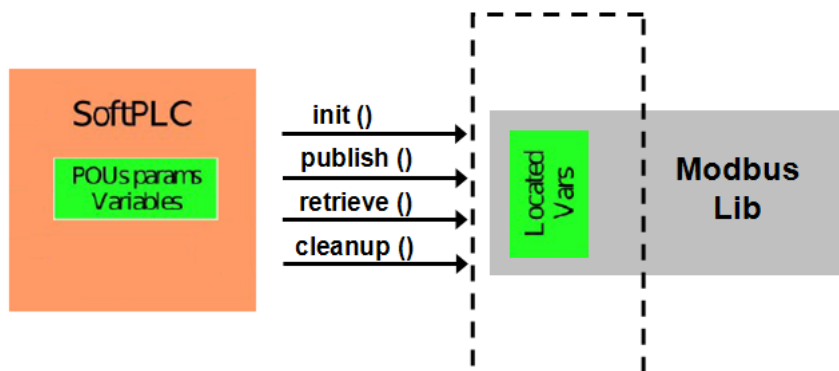 SoftPLC
POUs params
Variables
init ()
publish ()
retrieve ()
cleanup ()
Located
Vars
Modbus
Lib